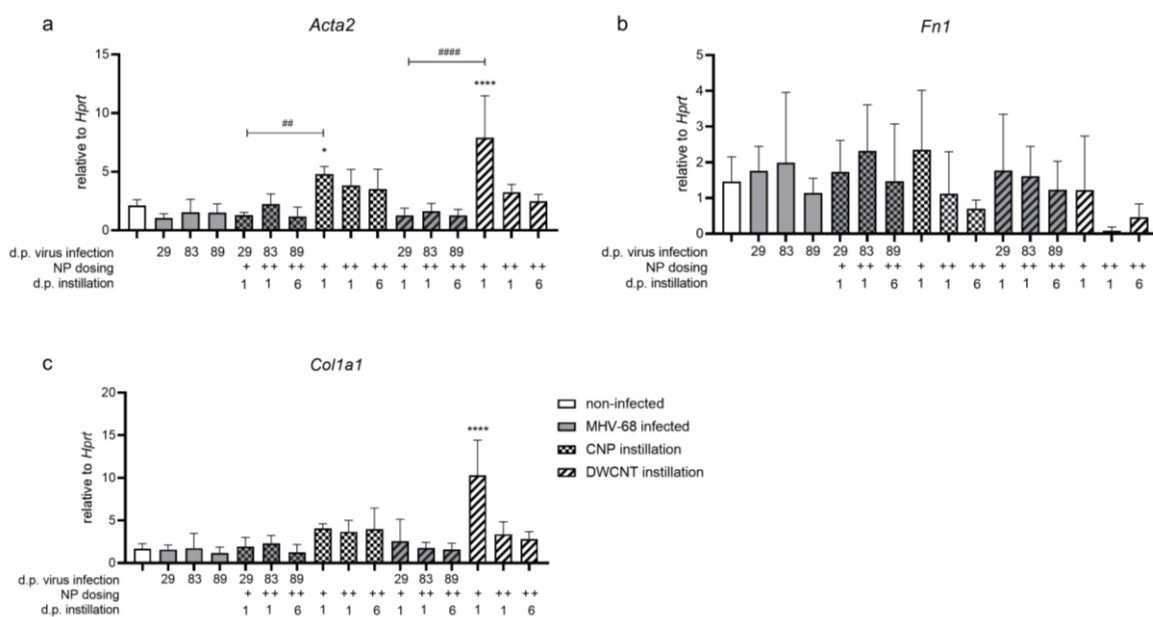 a
Acta2
15
10
5
0
relative to Hprt
##
*
####
****
d.p. virus infection 29 83 89 29 83 89 29 83 89
NP dosing + ++ ++ + ++ ++ + ++ ++ + ++ ++
d.p. instillation 1 1 6 1 1 6 1 1 6 1 1 6
b
Fn1
5
4
3
2
1
0
relative to Hprt
d.p. virus infection 29 83 89 29 83 89 29 83 89
NP dosing + ++ ++ + ++ ++ + ++ ++ + ++ ++
d.p. instillation 1 1 6 1 1 6 1 1 6 1 1 6
c
Col1a1
20
15
10
5
0
relative to Hprt
****
d.p. virus infection 29 83 89 29 83 89 29 83 89
NP dosing + ++ ++ + ++ ++ + ++ ++ + ++ ++
d.p. instillation 1 1 6 1 1 6 1 1 6 1 1 6
non-infected
MHV-68 infected
CNP instillation
DWCNT instillation